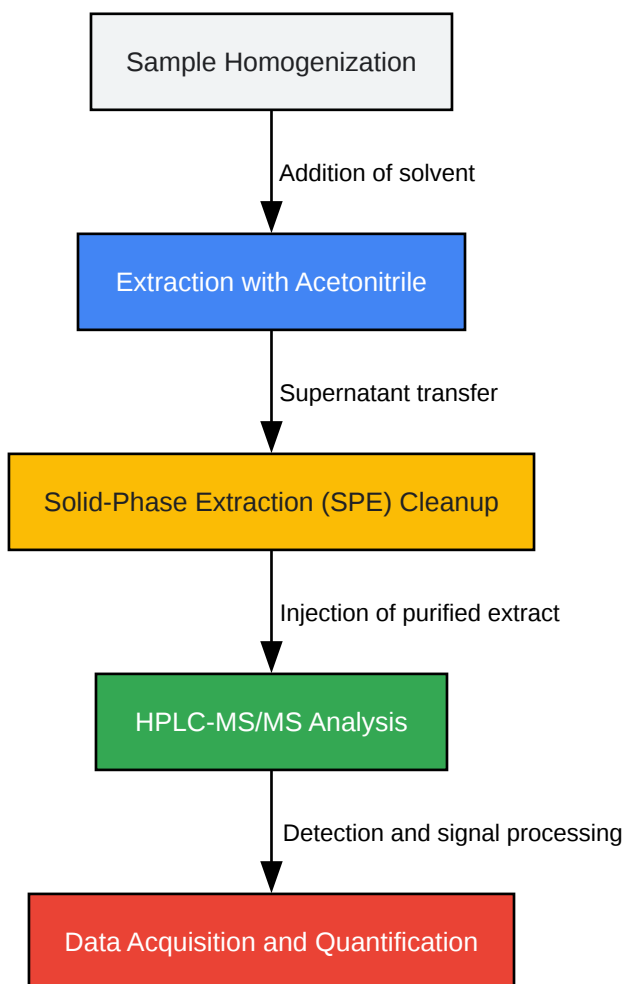 Sample Homogenization
Addition of solvent
Extraction with Acetonitrile
Supernatant transfer
Solid-Phase Extraction (SPE) Cleanup
Injection of purified extract
HPLC-MS/MS Analysis
Detection and signal processing
Data Acquisition and Quantification